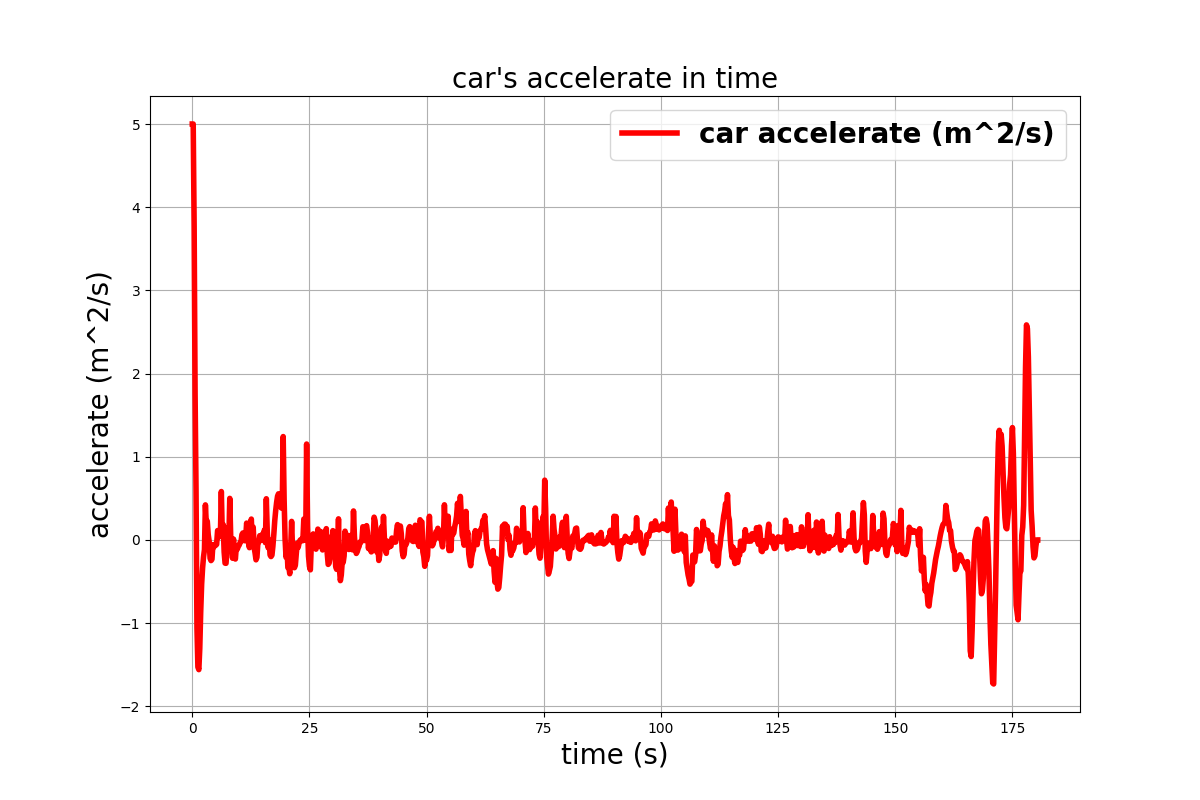 car's accelerate in time
car accelerate (m^2/s)
accelerate (m^2/s)
5
4
3
2
1
0
−1
−2
0 25 50 75 100 125 150 175
time (s)